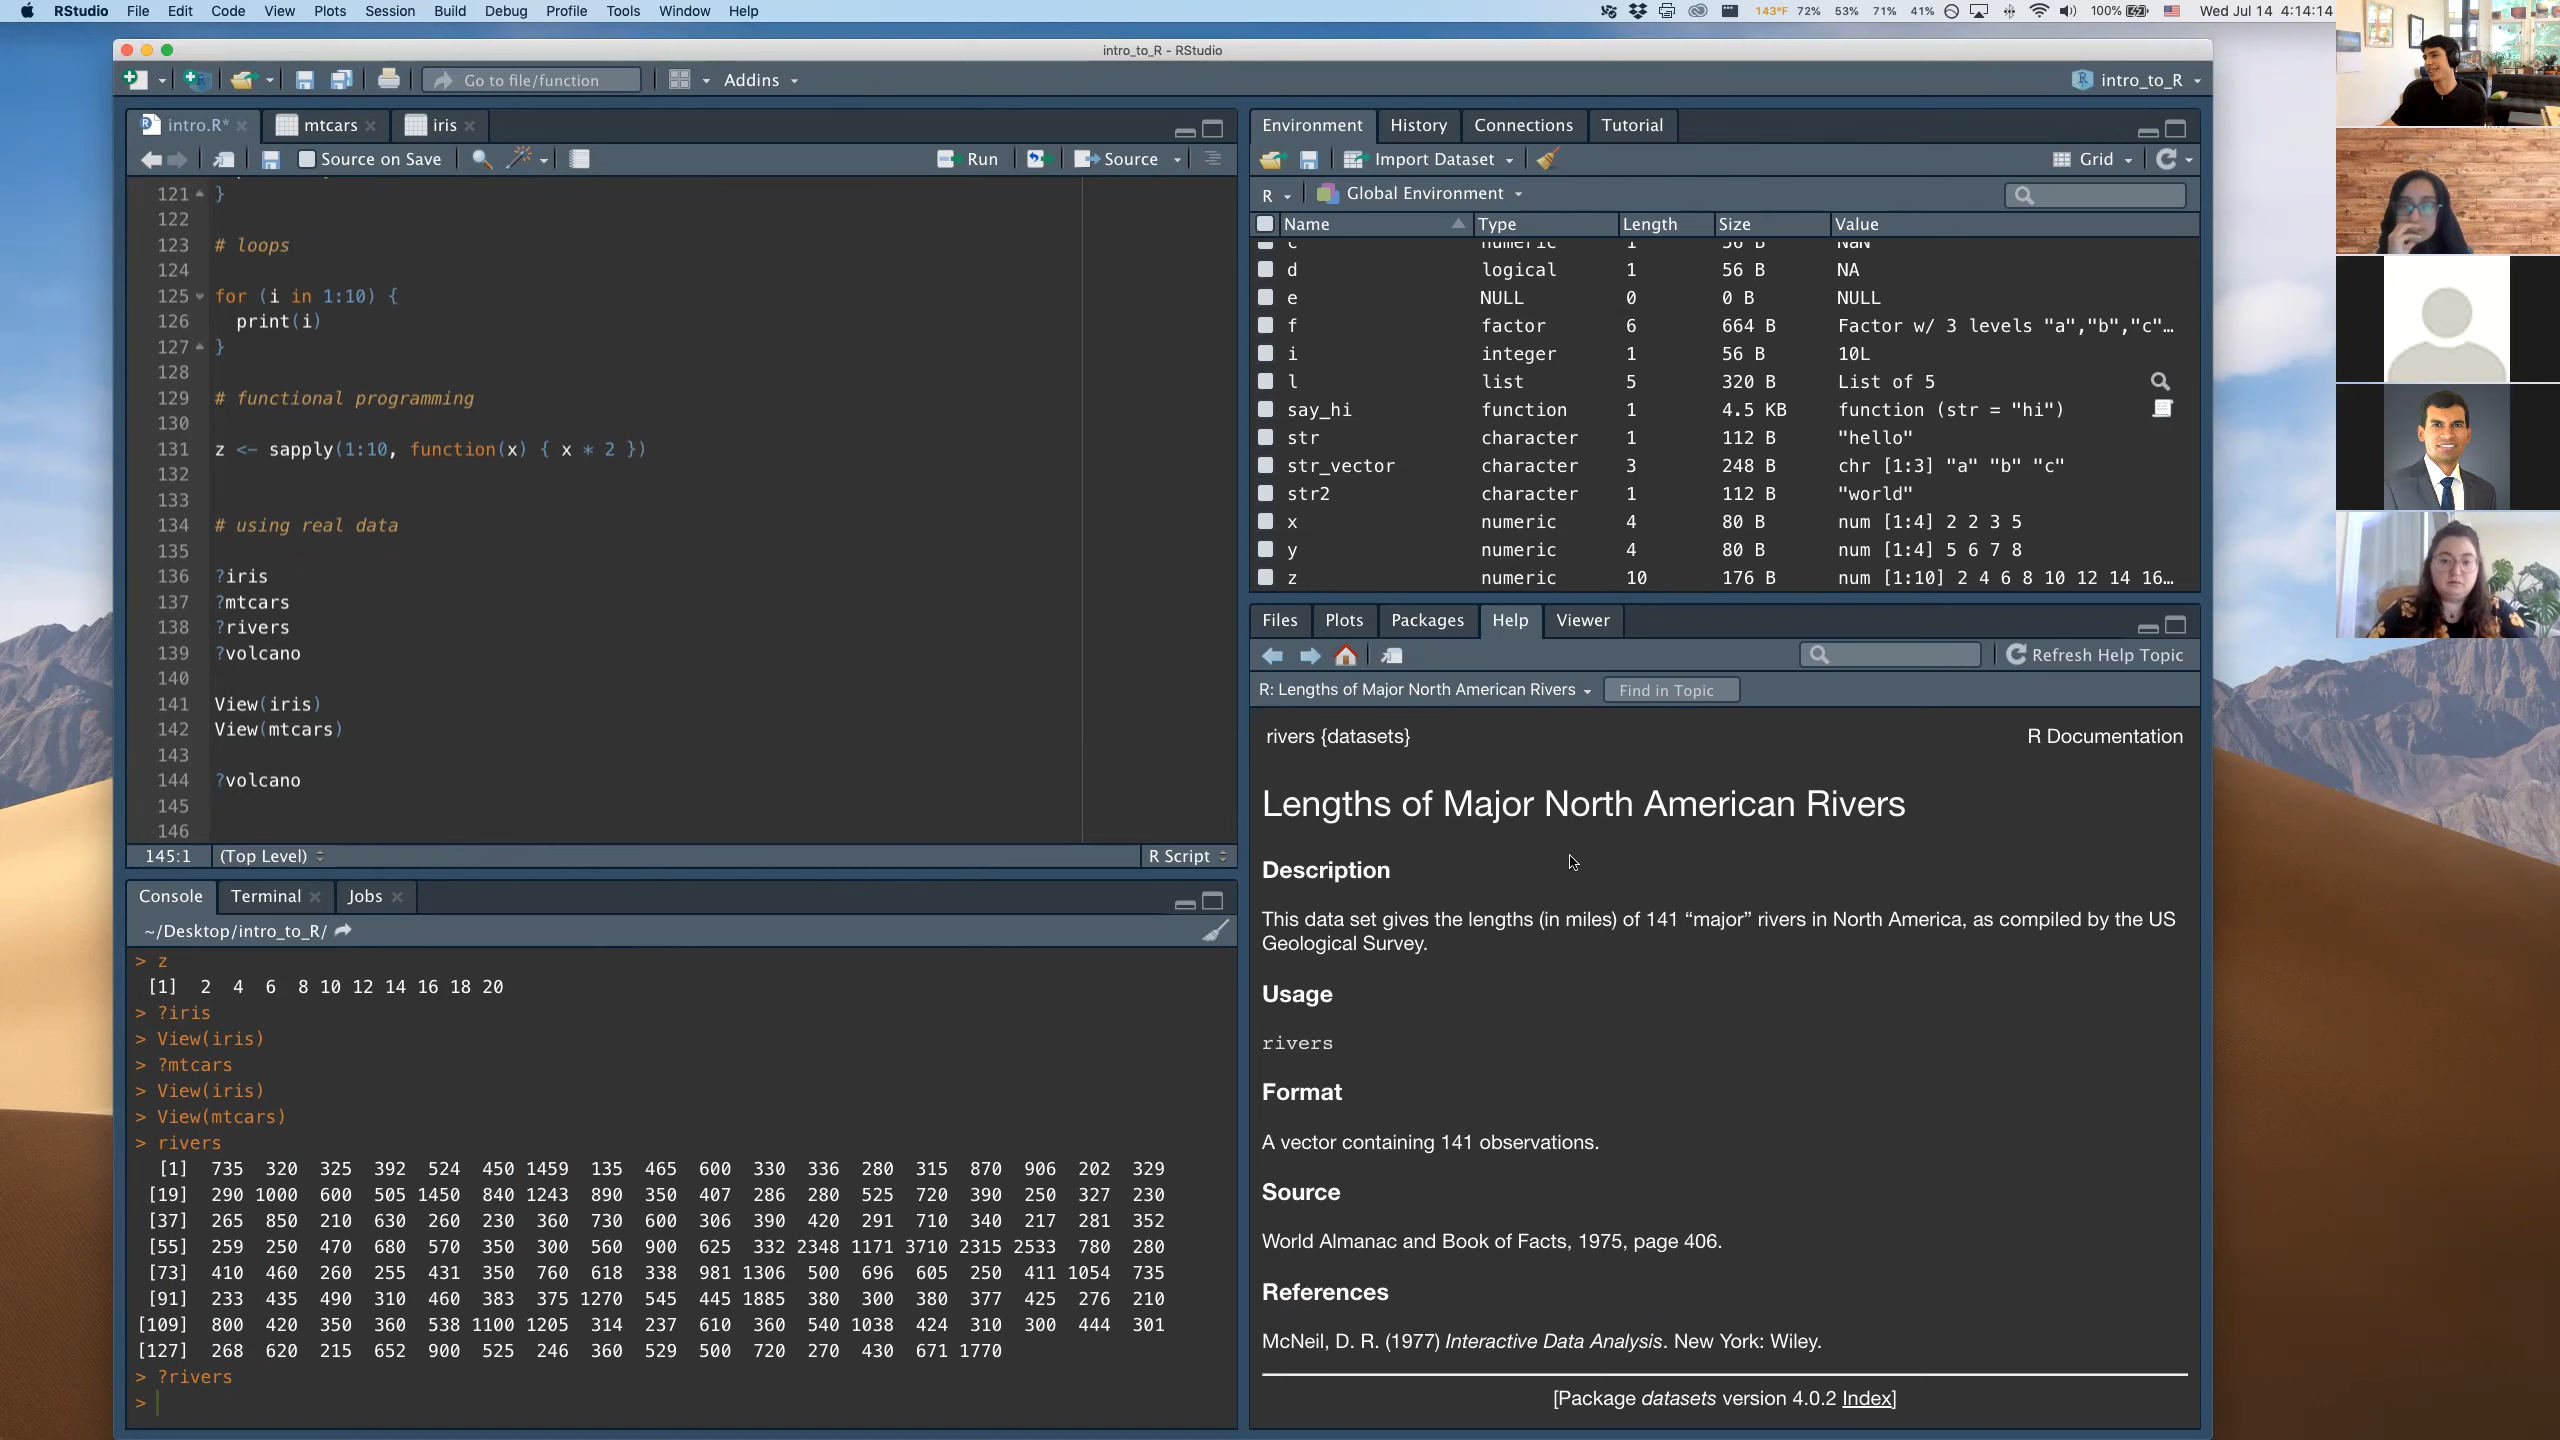 RStudio File Edit Code View Plots Session Build Debug Profile Tools Window Help 143°F 72% 53% 71% 41% 100% Wed Jul 14 4:14:14
intro_to_R - RStudio
Go to file/function Addins intro_to_R
intro.R* mtcars iris
Source on Save Run Source
121 }
122
123 # loops
124
125 for (i in 1:10) {
126 print(i)
127 }
128
129 # functional programming
130
131 z <- sapply(1:10, function(x) { x * 2 })
132
133
134 # using real data
135
136 ?iris
137 ?mtcars
138 ?rivers
139 ?volcano
140
141 View(iris)
142 View(mtcars)
143
144 ?volcano
145
146
145:1 (Top Level) R Script
Console Terminal Jobs
~/Desktop/intro_to_R/
> z
[1] 2 4 6 8 10 12 14 16 18 20
> ?iris
> View(iris)
> ?mtcars
> View(iris)
> View(mtcars)
> rivers
[1] 735 320 325 392 524 450 1459 135 465 600 330 336 280 315 870 906 202 329
[19] 290 1000 600 505 1450 840 1243 890 350 407 286 280 525 720 390 250 327 230
[37] 265 850 210 630 260 230 360 730 600 306 390 420 291 710 340 217 281 352
[55] 259 250 470 680 570 350 300 560 900 625 332 2348 1171 3710 2315 2533 780 280
[73] 410 460 260 255 431 350 760 618 338 981 1306 500 696 605 250 411 1054 735
[91] 233 435 490 310 460 383 375 1270 545 445 1885 380 300 380 377 425 276 210
[109] 800 420 350 360 538 1100 1205 314 237 610 360 540 1038 424 310 300 444 301
[127] 268 620 215 652 900 525 246 360 529 500 720 270 430 671 1770
> ?rivers
>
Environment History Connections Tutorial
Import Dataset Grid
R Global Environment
Name Type Length Size Value
c numeric 1 56 B NaN
d logical 1 56 B NA
e NULL 0 0 B NULL
f factor 6 664 B Factor w/ 3 levels "a","b","c"…
i integer 1 56 B 10L
l list 5 320 B List of 5
say_hi function 1 4.5 KB function (str = "hi")
str character 1 112 B "hello"
str_vector character 3 248 B chr [1:3] "a" "b" "c"
str2 character 1 112 B "world"
x numeric 4 80 B num [1:4] 2 2 3 5
y numeric 4 80 B num [1:4] 5 6 7 8
z numeric 10 176 B num [1:10] 2 4 6 8 10 12 14 16…
Files Plots Packages Help Viewer
Refresh Help Topic
R: Lengths of Major North American Rivers Find in Topic
rivers {datasets} R Documentation
Lengths of Major North American Rivers
Description
This data set gives the lengths (in miles) of 141 “major” rivers in North America, as compiled by the US
Geological Survey.
Usage
rivers
Format
A vector containing 141 observations.
Source
World Almanac and Book of Facts, 1975, page 406.
References
McNeil, D. R. (1977) Interactive Data Analysis. New York: Wiley.
[Package datasets version 4.0.2 Index]